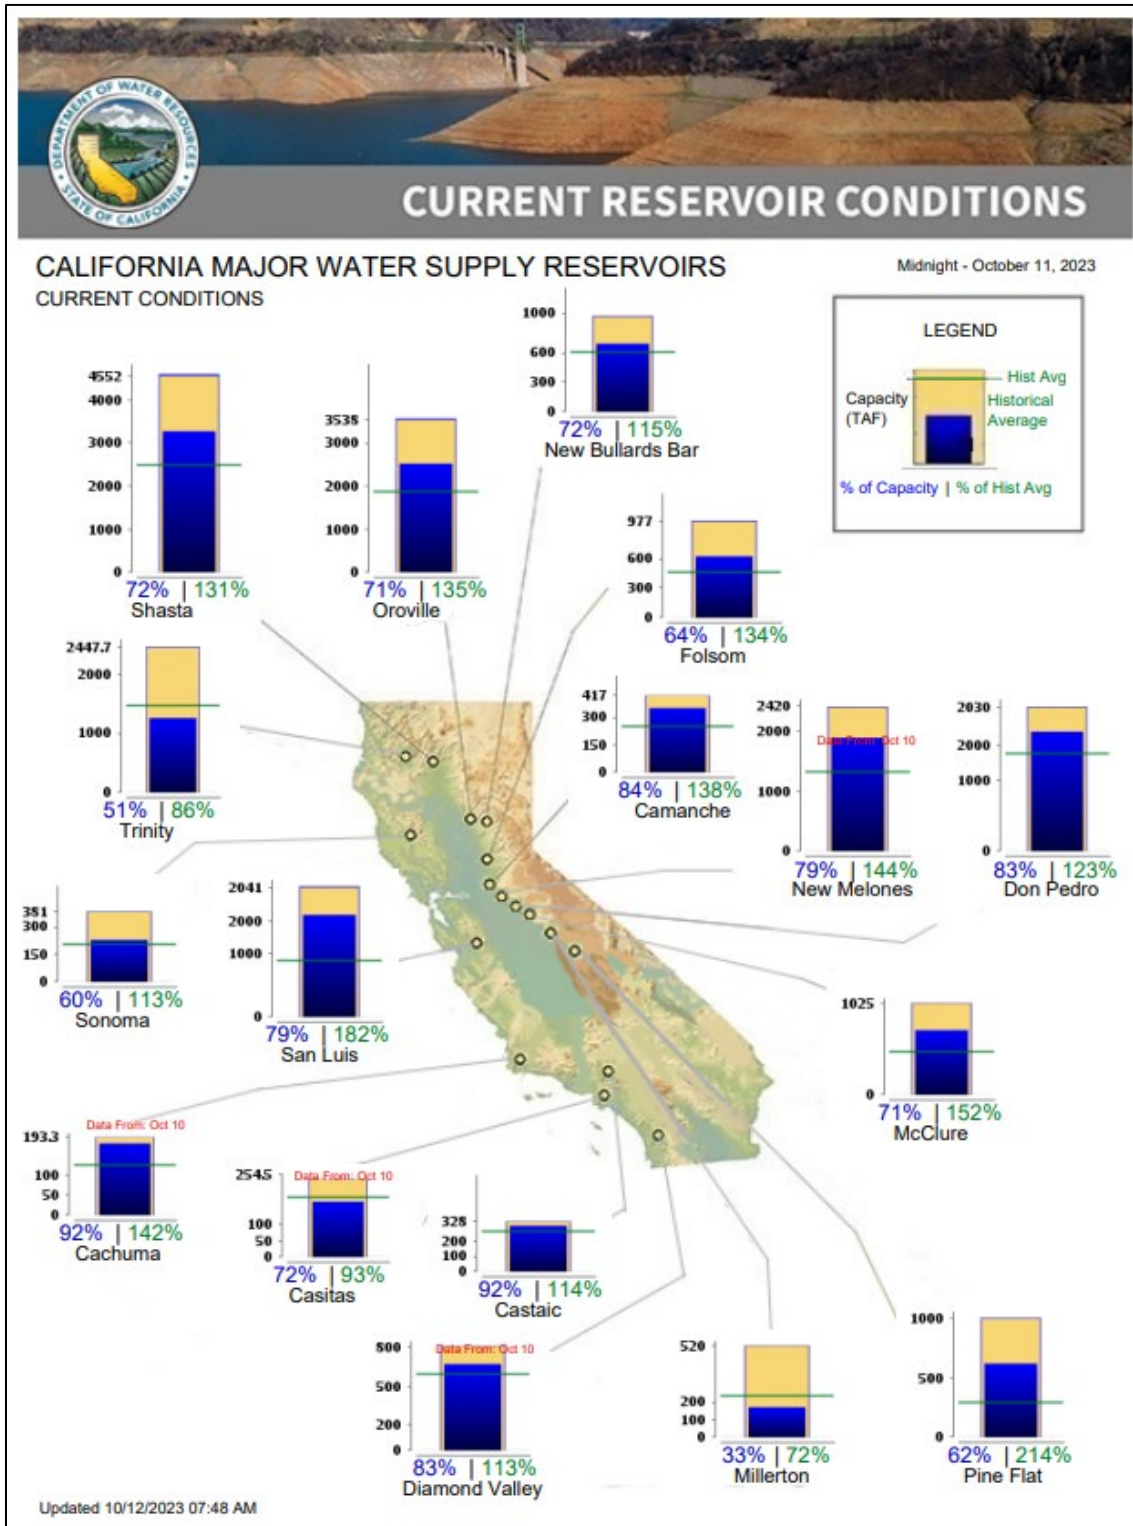 DEPARTMENT OF WATER RESOURCES
STATE OF CALIFORNIA
CURRENT RESERVOIR CONDITIONS
CALIFORNIA MAJOR WATER SUPPLY RESERVOIRS
CURRENT CONDITIONS
Midnight - October 11, 2023
LEGEND
Hist Avg
Capacity
(TAF)
Historical
Average
% of Capacity | % of Hist Avg
4552
4000
3000
2000
1000
0
72% | 131%
Shasta
3538
3000
2000
1000
0
71% | 135%
Oroville
1000
600
300
0
72% | 115%
New Bullards Bar
977
600
300
0
64% | 134%
Folsom
2447.7
2000
1000
0
51% | 86%
Trinity
417
300
150
0
84% | 138%
Camanche
2420
2000
1000
0
Data From: Oct 10
79% | 144%
New Melones
2030
2000
1000
0
83% | 123%
Don Pedro
381
300
150
0
60% | 113%
Sonoma
2041
2000
1000
0
79% | 182%
San Luis
1025
0
71% | 152%
McClure
Data From: Oct 10
193.3
100
50
0
92% | 142%
Cachuma
Data From: Oct 10
254.5
100
50
0
72% | 93%
Casitas
328
200
100
0
92% | 114%
Castaic
Data From: Oct 10
800
500
200
0
83% | 113%
Diamond Valley
520
200
100
0
33% | 72%
Millerton
1000
500
0
62% | 214%
Pine Flat
Updated 10/12/2023 07:48 AM